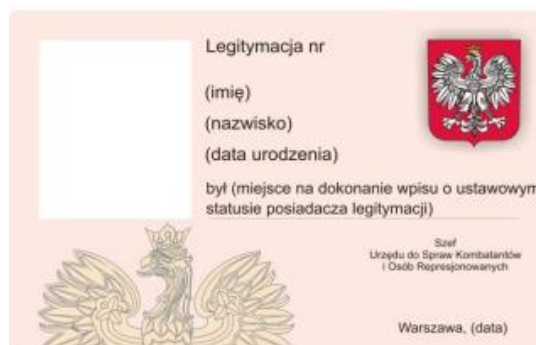 Legitymacja nr
(imię)
(nazwisko)
(data urodzenia)
był (miejsce na dokonanie wpisu o ustawowym
statusie posiadacza legitymacji)
Szef
Urzędu do Spraw Kombatantów
i Osób Represjonowanych
Warszawa, (data)